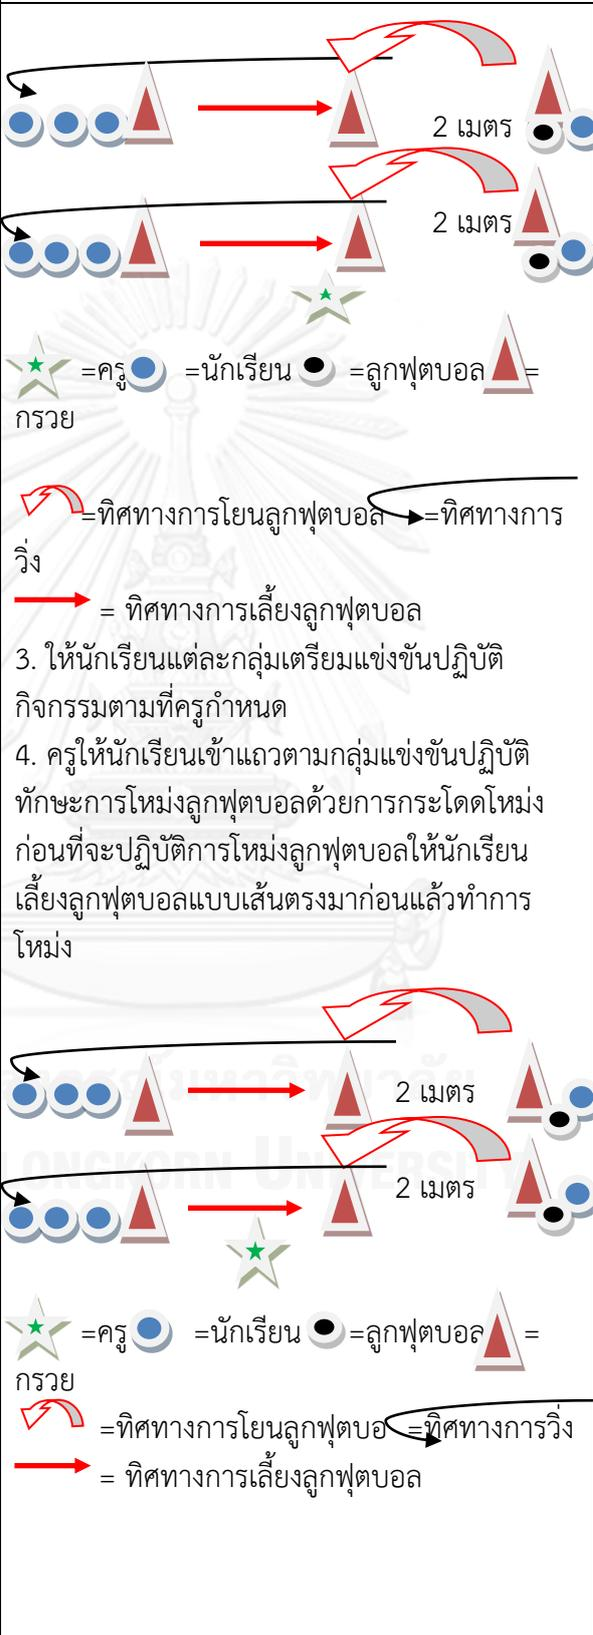 2 เมตร
2 เมตร
=ครู =นักเรียน =ลูกฟุตบอล =
กรวย
=ทิศทางการโยนลูกฟุตบอล =ทิศทางการ
วิ่ง
= ทิศทางการเลี้ยงลูกฟุตบอล
3. ให้นักเรียนแต่ละกลุ่มเตรียมแข่งขันปฏิบัติ
กิจกรรมตามที่ครูกำหนด
4. ครูให้นักเรียนเข้าแถวตามกลุ่มแข่งขันปฏิบัติ
ทักษะการโหม่งลูกฟุตบอลด้วยการกระโดดโหม่ง
ก่อนที่จะปฏิบัติการโหม่งลูกฟุตบอลให้นักเรียน
เลี้ยงลูกฟุตบอลแบบเส้นตรงมาก่อนแล้วทำการ
โหม่ง
2 เมตร
2 เมตร
=ครู =นักเรียน =ลูกฟุตบอล =
กรวย
=ทิศทางการโยนลูกฟุตบอ =ทิศทางการวิ่ง
= ทิศทางการเลี้ยงลูกฟุตบอล